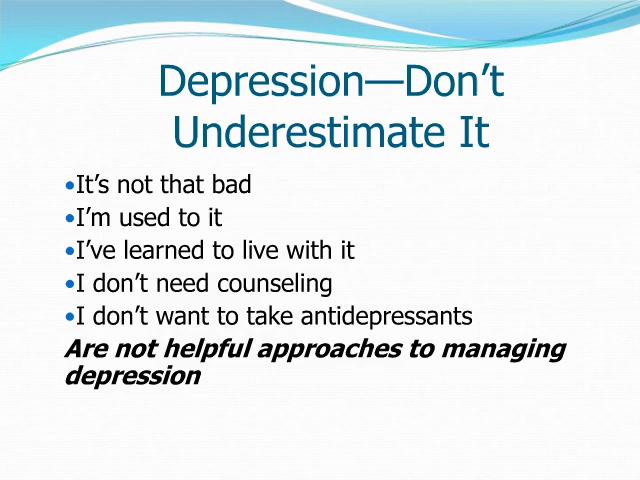 Depression—Don’t
Underestimate It
•It’s not that bad
•I’m used to it
•I’ve learned to live with it
•I don’t need counseling
•I don’t want to take antidepressants
Are not helpful approaches to managing
depression